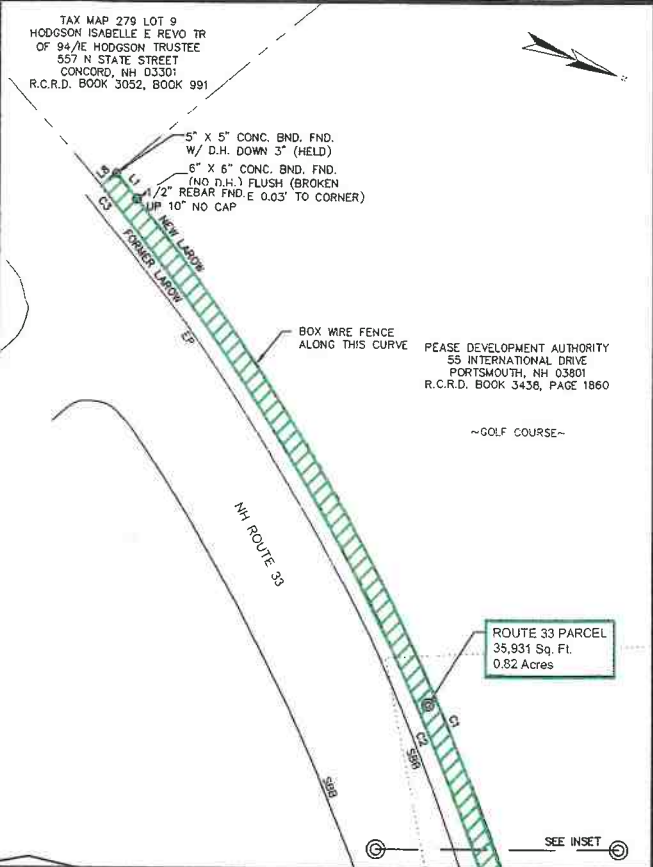 TAX MAP 279 LOT 9
HODGSON ISABELLE E REVO TR
OF 94/IE HODGSON TRUSTEE
557 N STATE STREET
CONCORD, NH 03301
R.C.R.D. BOOK 3052, BOOK 991
5" X 5" CONC. BND. FND.
W/ D.H. DOWN 3" (HELD)
6" X 6" CONC. BND. FND.
(NO D.H.) FLUSH (BROKEN
1/2" REBAR FND.E 0.03' TO CORNER)
UP 10" NO CAP
L1
C3
NEW LAROW
FORMER LAROW
EP
BOX WIRE FENCE
ALONG THIS CURVE
PEASE DEVELOPMENT AUTHORITY
55 INTERNATIONAL DRIVE
PORTSMOUTH, NH 03801
R.C.R.D. BOOK 3438, PAGE 1860
~GOLF COURSE~
NH ROUTE 33
ROUTE 33 PARCEL
35,931 Sq. Ft.
0.82 Acres
C1
C2
SBB
SBB
SEE INSET